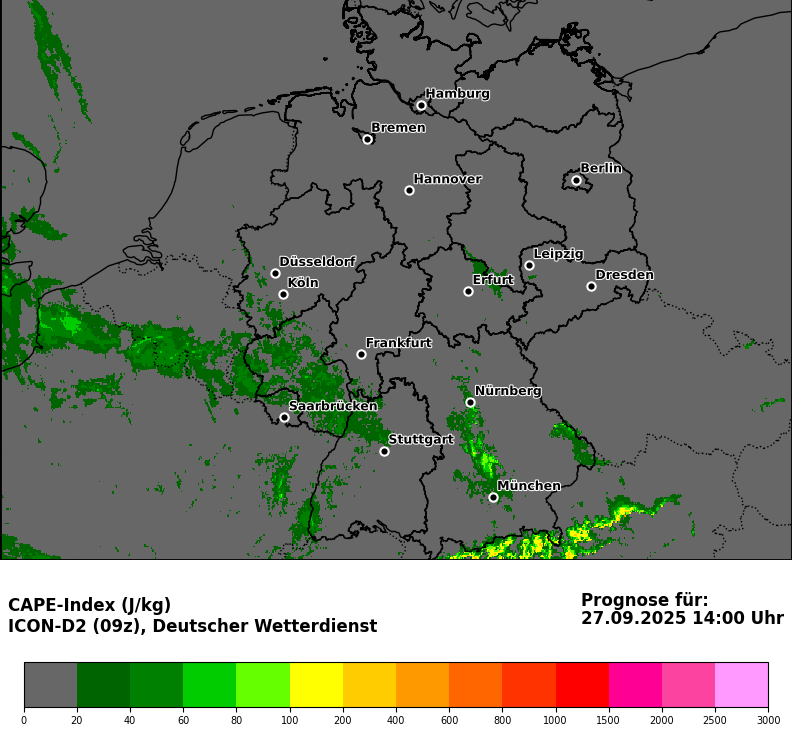 Hamburg
Bremen
Berlin
Hannover
Leipzig
Düsseldorf
Dresden
Köln
Erfurt
Frankfurt
Nürnberg
Saarbrücken
Stuttgart
München
CAPE-Index (J/kg)
ICON-D2 (09z), Deutscher Wetterdienst
Prognose für:
27.09.2025 14:00 Uhr
0 20 40 60 80 100 200 400 600 800 1000 1500 2000 2500 3000